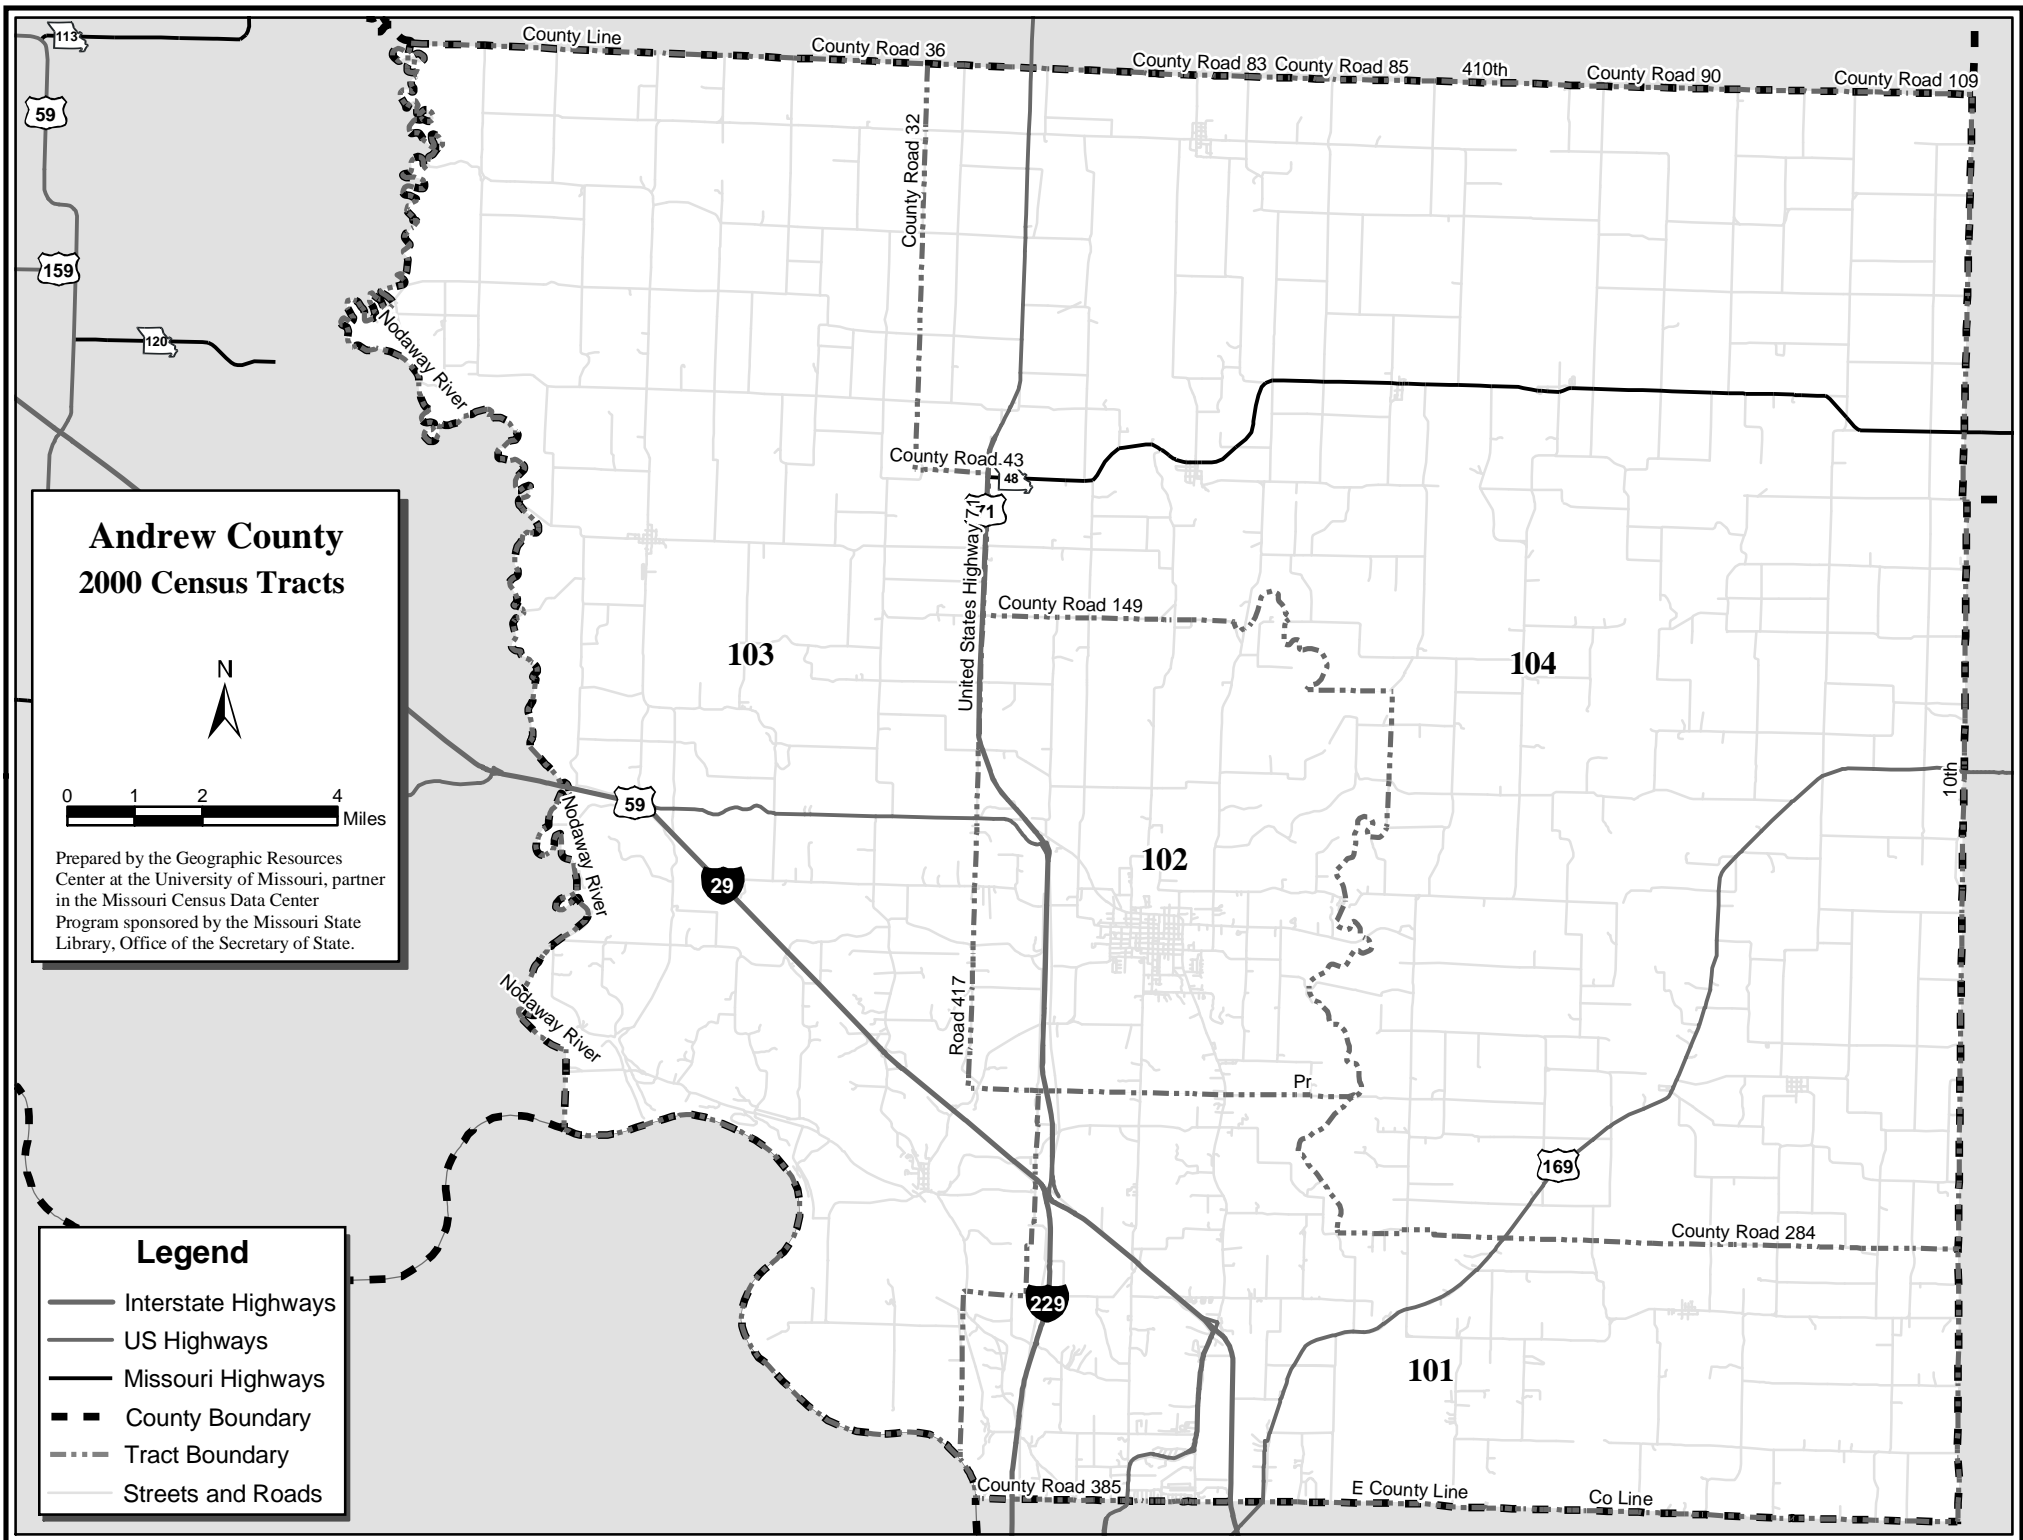 113
County Line
County Road 36
County Road 83
County Road 85
410th
County Road 90
County Road 109
59
County Road 32
159
120
Nodaway River
County Road 43
48
71
United States Highway 71
Andrew County
2000 Census Tracts
N
0 1 2 4
Miles
Prepared by the Geographic Resources
Center at the University of Missouri, partner
in the Missouri Census Data Center
Program sponsored by the Missouri State
Library, Office of the Secretary of State.
County Road 149
103
104
10th
59
Nodaway River
29
102
Nodaway River
Road 417
Pr
169
County Road 284
229
101
County Road 385
E County Line
Co Line
Legend
Interstate Highways
US Highways
Missouri Highways
County Boundary
Tract Boundary
Streets and Roads